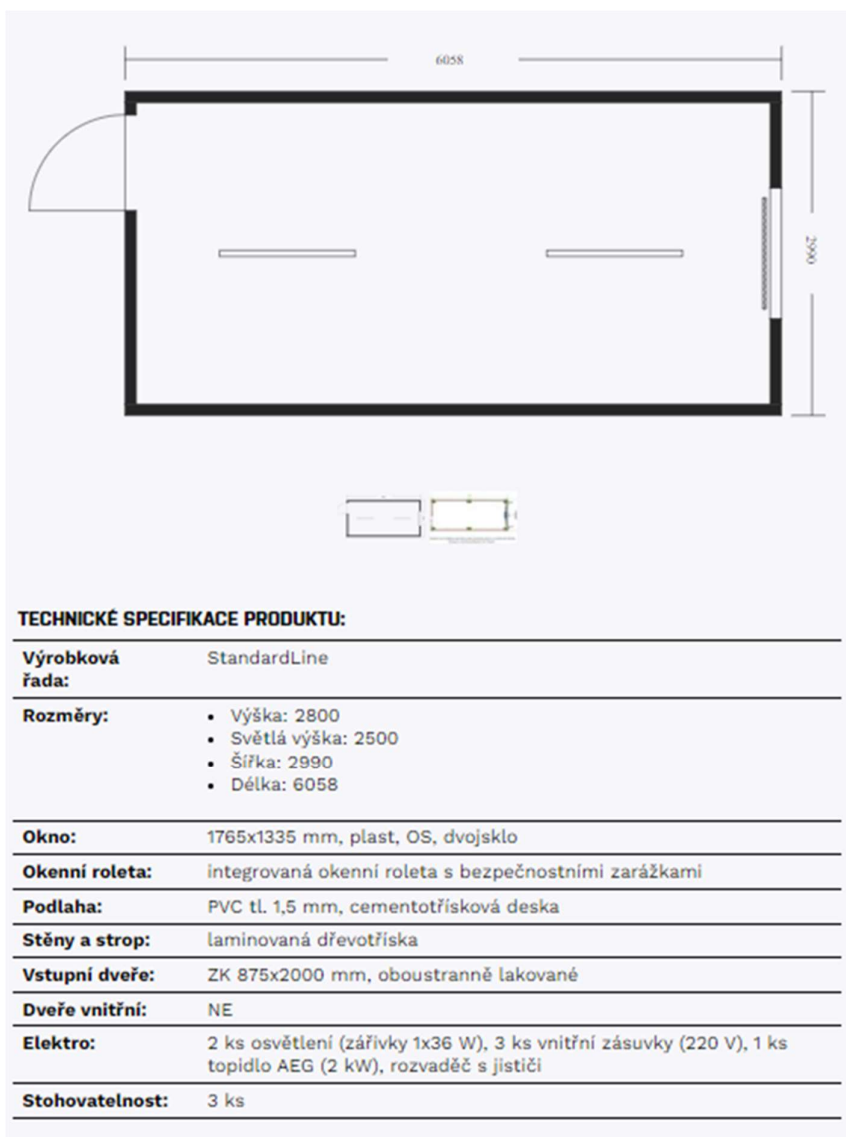 6058
2990
TECHNICKÉ SPECIFIKACE PRODUKTU:
Výrobková
řada:
StandardLine
Rozměry:
• Výška: 2800
• Světlá výška: 2500
• Šířka: 2990
• Délka: 6058
Okno:
1765x1335 mm, plast, OS, dvojsklo
Okenní roleta:
integrovaná okenní roleta s bezpečnostními zarážkami
Podlaha:
PVC tl. 1,5 mm, cementotřísková deska
Stěny a strop:
laminovaná dřevotříska
Vstupní dveře:
ZK 875x2000 mm, oboustranně lakované
Dveře vnitřní:
NE
Elektro:
2 ks osvětlení (zářivky 1x36 W), 3 ks vnitřní zásuvky (220 V), 1 ks
topidlo AEG (2 kW), rozvaděč s jističi
Stohovatelnost:
3 ks